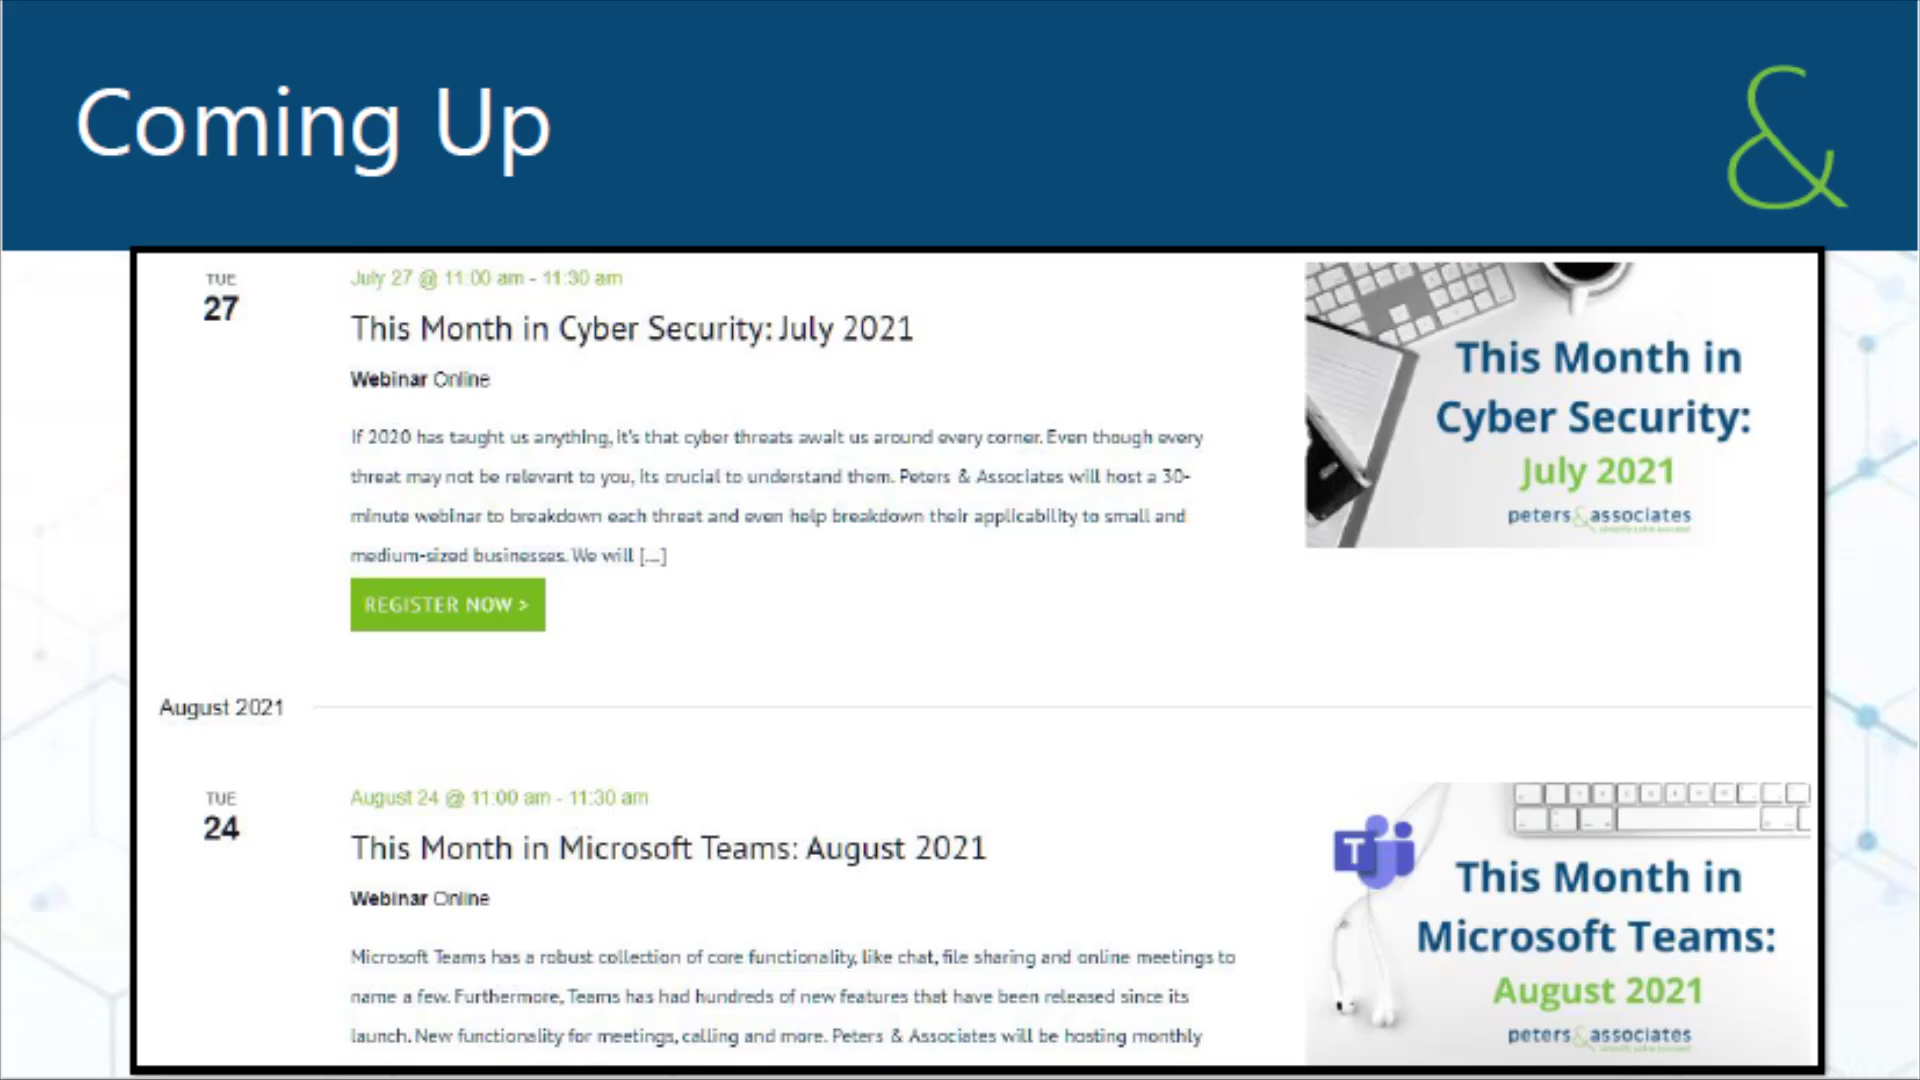 Coming Up
&
TUE
27
July 27 @ 11:00 am - 11:30 am
This Month in Cyber Security: July 2021
Webinar Online
If 2020 has taught us anything, it's that cyber threats await us around every corner. Even though every
threat may not be relevant to you, its crucial to understand them. Peters & Associates will host a 30-
minute webinar to breakdown each threat and even help breakdown their applicability to small and
medium-sized businesses. We will [...]
REGISTER NOW >
This Month in
Cyber Security:
July 2021
peters&associates
August 2021
TUE
24
August 24 @ 11:00 am - 11:30 am
This Month in Microsoft Teams: August 2021
Webinar Online
Microsoft Teams has a robust collection of core functionality, like chat, file sharing and online meetings to
name a few. Furthermore, Teams has had hundreds of new features that have been released since its
launch. New functionality for meetings, calling and more. Peters & Associates will be hosting monthly
T
This Month in
Microsoft Teams:
August 2021
peters&associates